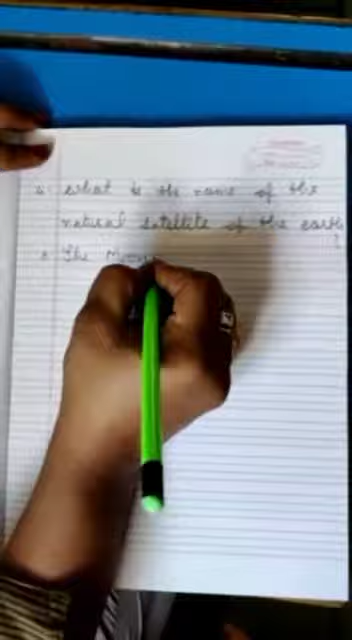 Q. What is the name of the
natural satellite of the earth
?
The Moon